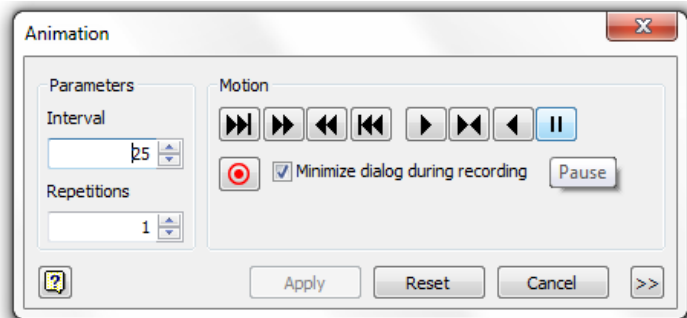 Animation
Parameters
Motion
Interval
25
Minimize dialog during recording
Pause
Repetitions
1
Apply
Reset
Cancel
>>